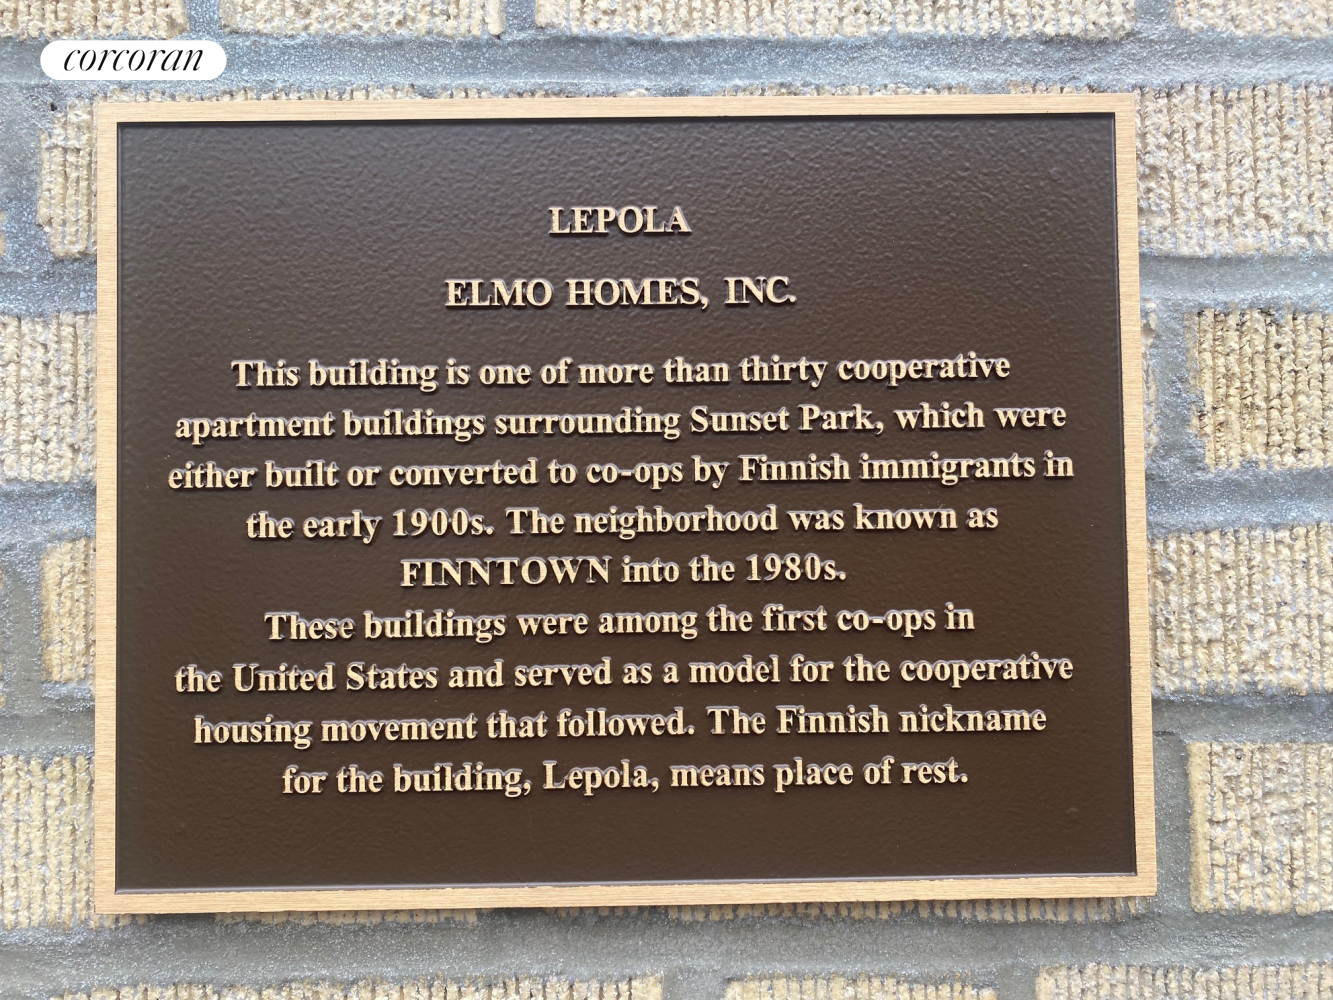 corcoran
LEPOLA
ELMO HOMES, INC.
This building is one of more than thirty cooperative
apartment buildings surrounding Sunset Park, which were
either built or converted to co-ops by Finnish immigrants in
the early 1900s. The neighborhood was known as
FINNTOWN into the 1980s.
These buildings were among the first co-ops in
the United States and served as a model for the cooperative
housing movement that followed. The Finnish nickname
for the building, Lepola, means place of rest.